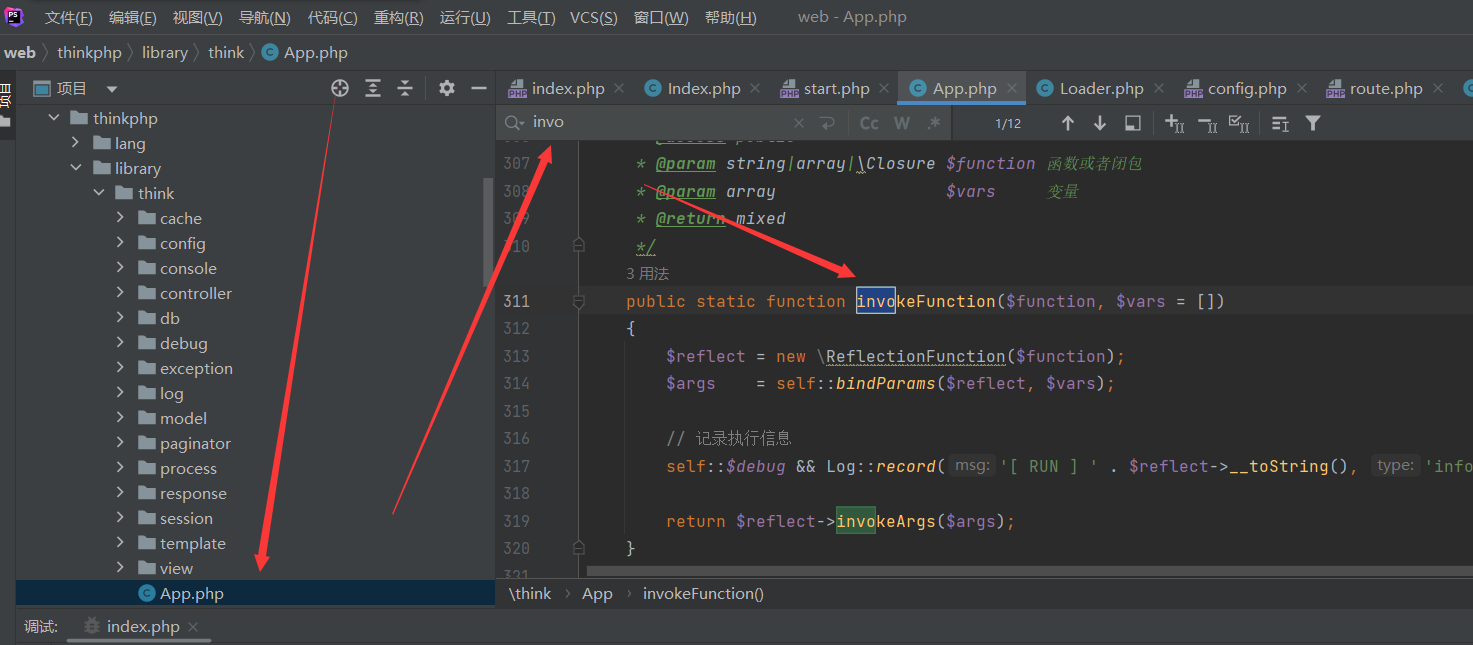 PS 文件(F) 编辑(E) 视图(V) 导航(N) 代码(C) 重构(R) 运行(U) 工具(T) VCS(S) 窗口(W) 帮助(H) web - App.php
web thinkphp library think App.php
项目
项目
index.php Index.php start.php App.php Loader.php config.php route.php
invo Cc W .* 1/12
thinkphp
lang
library
think
cache
config
console
controller
db
debug
exception
log
model
paginator
process
response
session
template
view
App.php
307 * @param string|array|\Closure $function 函数或者闭包
308 * @param array $vars 变量
309 * @return mixed
310 */
3 用法
311 public static function invokeFunction($function, $vars = [])
312 {
313 $reflect = new \ReflectionFunction($function);
314 $args = self::bindParams($reflect, $vars);
315
316 // 记录执行信息
317 self::$debug && Log::record( msg: '[ RUN ] ' . $reflect->__toString(), type: 'info
318
319 return $reflect->invokeArgs($args);
320 }
321
\think App invokeFunction()
调试: index.php